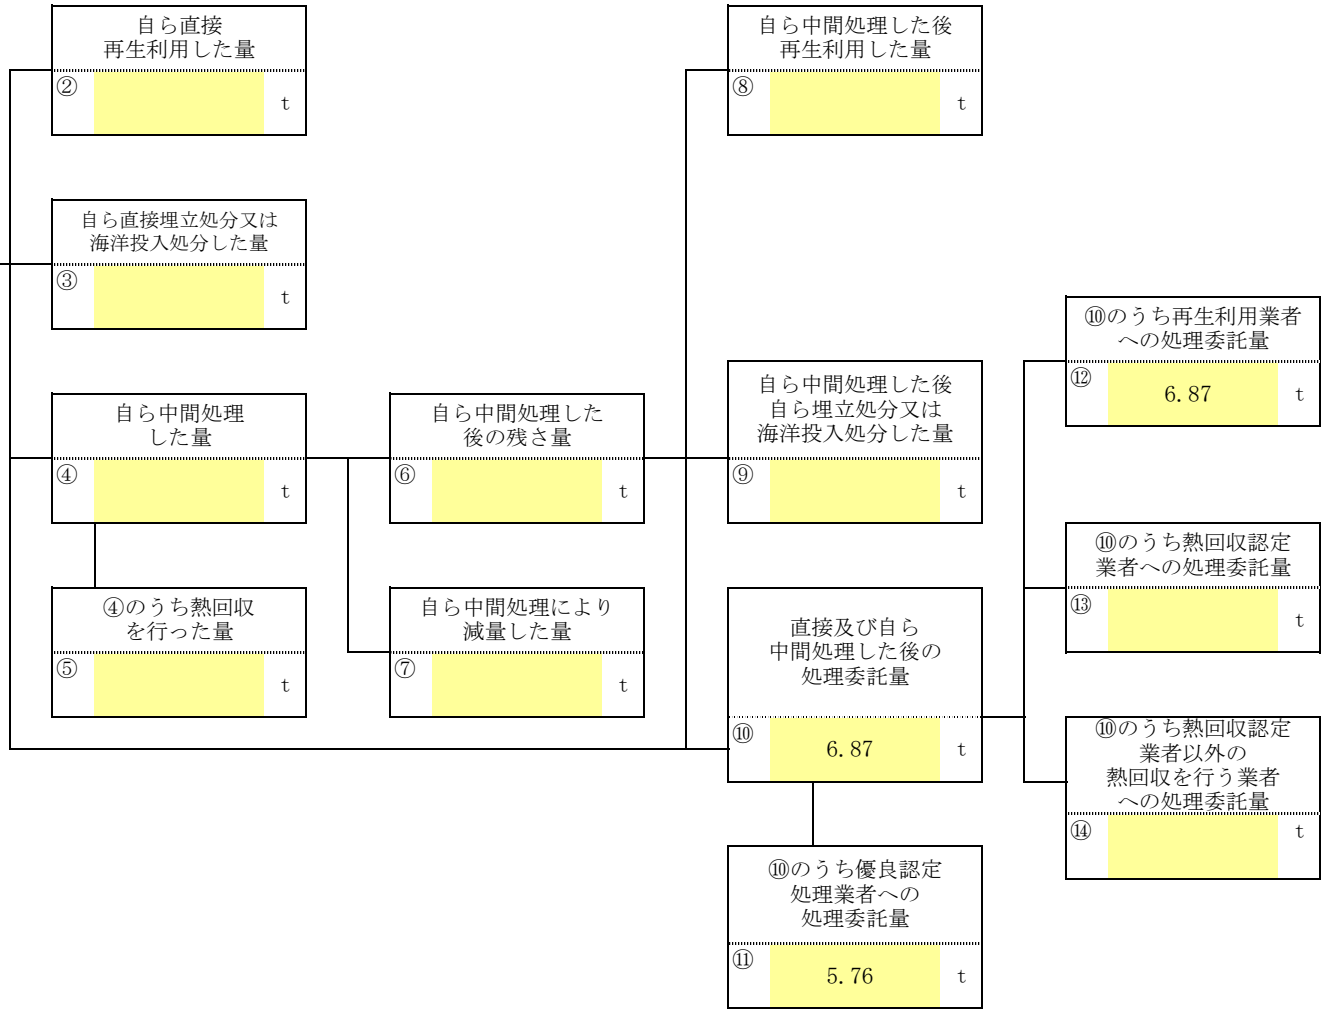 自ら直接
再生利用した量
②
t
自ら直接埋立処分又は
海洋投入処分した量
③
t
自ら中間処理
した量
④
t
④のうち熱回収
を行った量
⑤
t
自ら中間処理した
後の残さ量
⑥
t
自ら中間処理により
減量した量
⑦
t
自ら中間処理した後
再生利用した量
⑧
t
自ら中間処理した後
自ら埋立処分又は
海洋投入処分した量
⑨
t
直接及び自ら
中間処理した後の
処理委託量
⑩ 6.87 t
⑩のうち優良認定
処理業者への
処理委託量
⑪ 5.76 t
⑩のうち再生利用業者
への処理委託量
⑫ 6.87 t
⑩のうち熱回収認定
業者への処理委託量
⑬
t
⑩のうち熱回収認定
業者以外の
熱回収を行う業者
への処理委託量
⑭
t